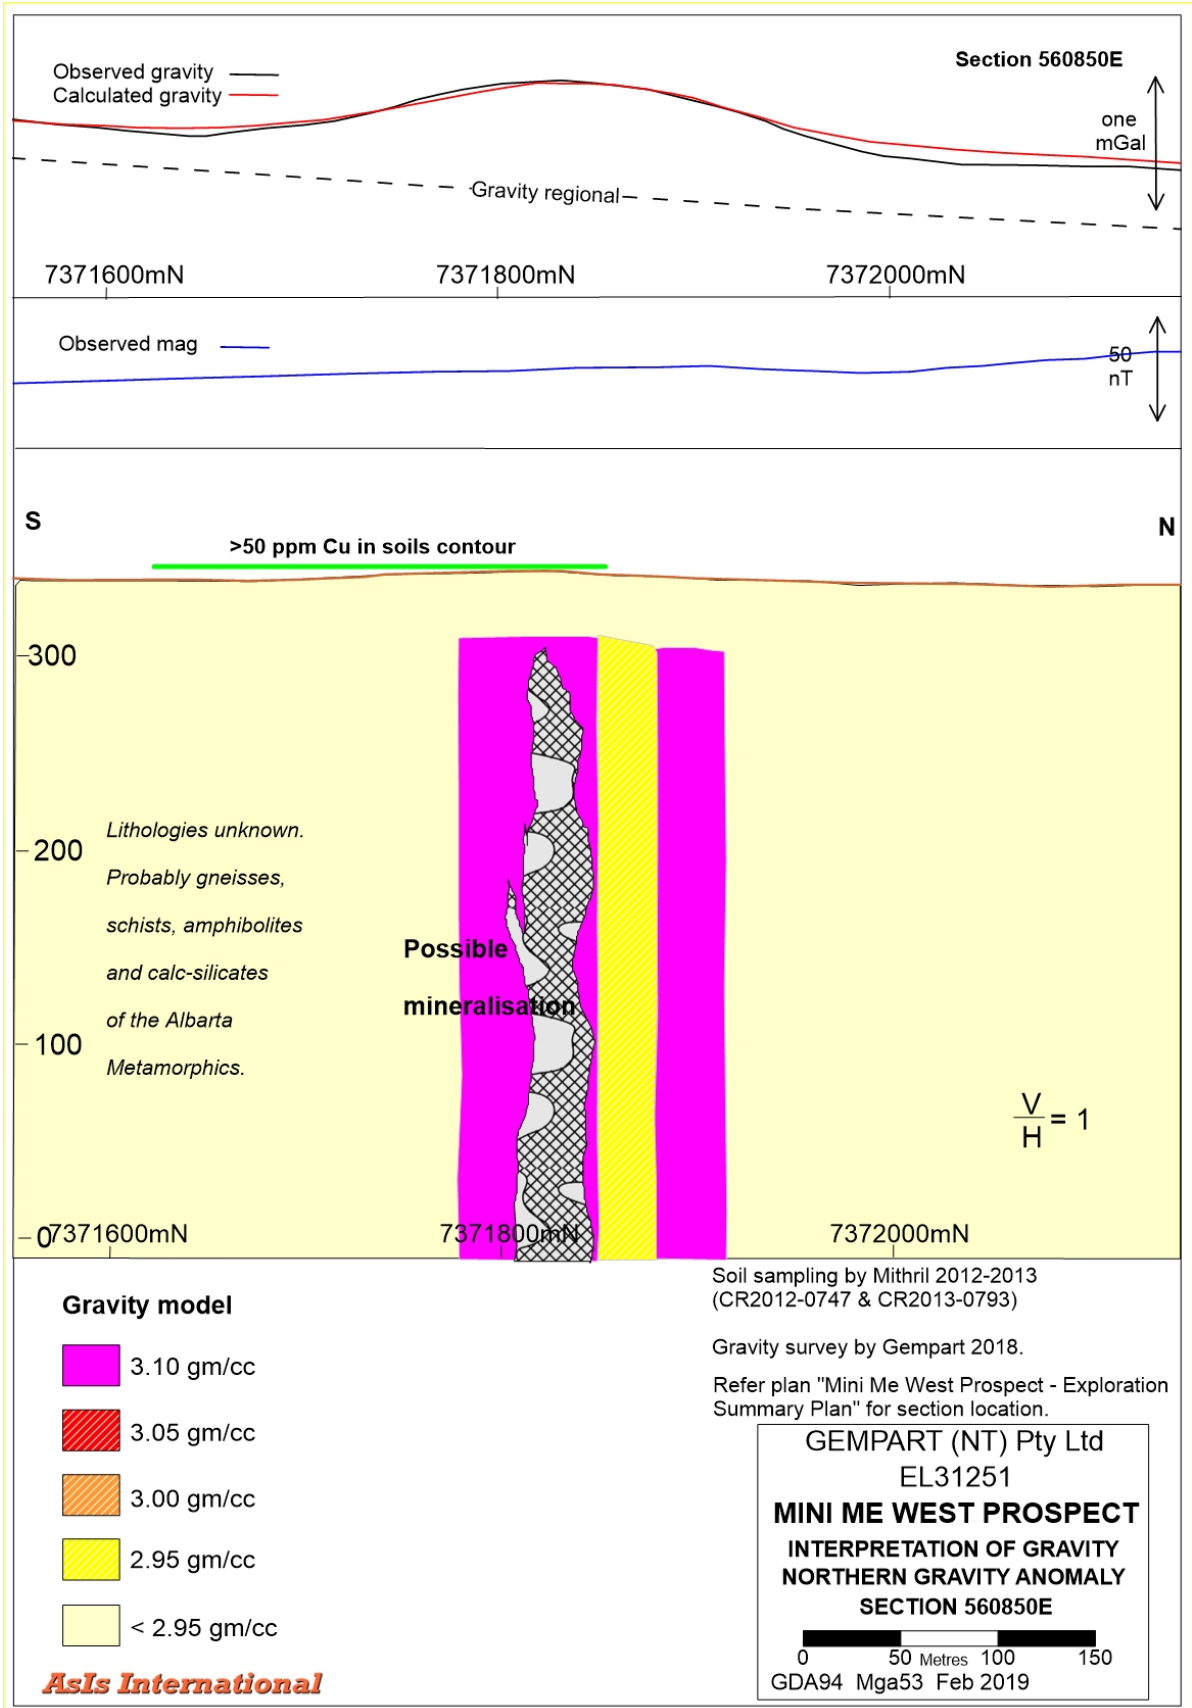 Section 560850E
Observed gravity
Calculated gravity
one
mGal
Gravity regional
7371600mN 7371800mN 7372000mN
Observed mag
50
nT
S
N
>50 ppm Cu in soils contour
300
200
100
0
Lithologies unknown.
Probably gneisses,
schists, amphibolites
and calc-silicates
of the Albarta
Metamorphics.
Possible
mineralisation
V
H
= 1
7371600mN 7371800mN 7372000mN
Soil sampling by Mithril 2012-2013
(CR2012-0747 & CR2013-0793)
Gravity survey by Gempart 2018.
Refer plan "Mini Me West Prospect - Exploration
Summary Plan" for section location.
Gravity model
3.10 gm/cc
3.05 gm/cc
3.00 gm/cc
2.95 gm/cc
< 2.95 gm/cc
AsIs International
GEMPART (NT) Pty Ltd
EL31251
MINI ME WEST PROSPECT
INTERPRETATION OF GRAVITY
NORTHERN GRAVITY ANOMALY
SECTION 560850E
0 50 Metres 100 150
GDA94 Mga53 Feb 2019